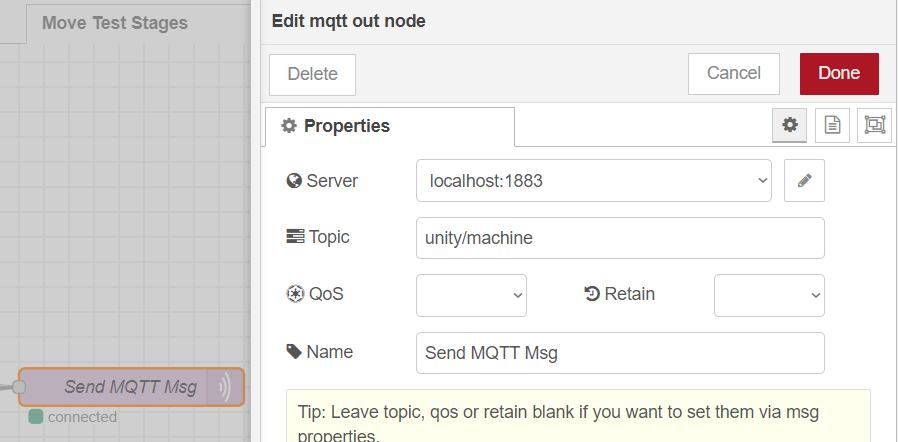 Move Test Stages
Edit mqtt out node
Delete
Cancel
Done
Properties
Server
localhost:1883
Topic
unity/machine
QoS
Retain
Name
Send MQTT Msg
Send MQTT Msg
connected
Tip: Leave topic, qos or retain blank if you want to set them via msg
properties.